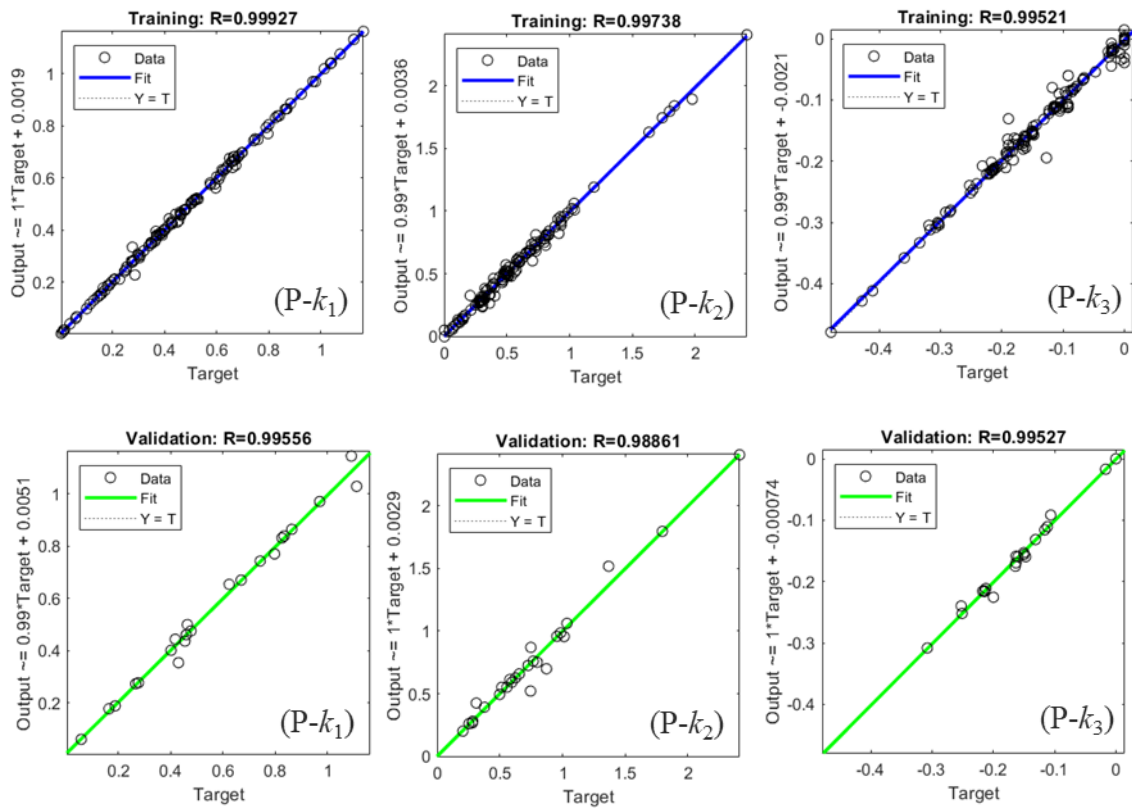 Training: R=0.99927
Output ~= 1*Target + 0.0019
1
0.8
0.6
0.4
0.2
Data
Fit
Y = T
(P-k1)
0.2 0.4 0.6 0.8 1
Target
Training: R=0.99738
Output ~= 0.99*Target + 0.0036
2
1.5
1
0.5
0
Data
Fit
Y = T
(P-k2)
0 0.5 1 1.5 2
Target
Training: R=0.99521
Output ~= 0.99*Target + -0.0021
0
-0.1
-0.2
-0.3
-0.4
Data
Fit
Y = T
(P-k3)
-0.4 -0.3 -0.2 -0.1 0
Target
Validation: R=0.99556
Output ~= 0.99*Target + 0.0051
1
0.8
0.6
0.4
0.2
Data
Fit
Y = T
(P-k1)
0.2 0.4 0.6 0.8 1
Target
Validation: R=0.98861
Output ~= 1*Target + 0.0029
2
1.5
1
0.5
0
Data
Fit
Y = T
(P-k2)
0 0.5 1 1.5 2
Target
Validation: R=0.99527
Output ~= 1*Target + -0.00074
0
-0.1
-0.2
-0.3
-0.4
Data
Fit
Y = T
(P-k3)
-0.4 -0.3 -0.2 -0.1 0
Target